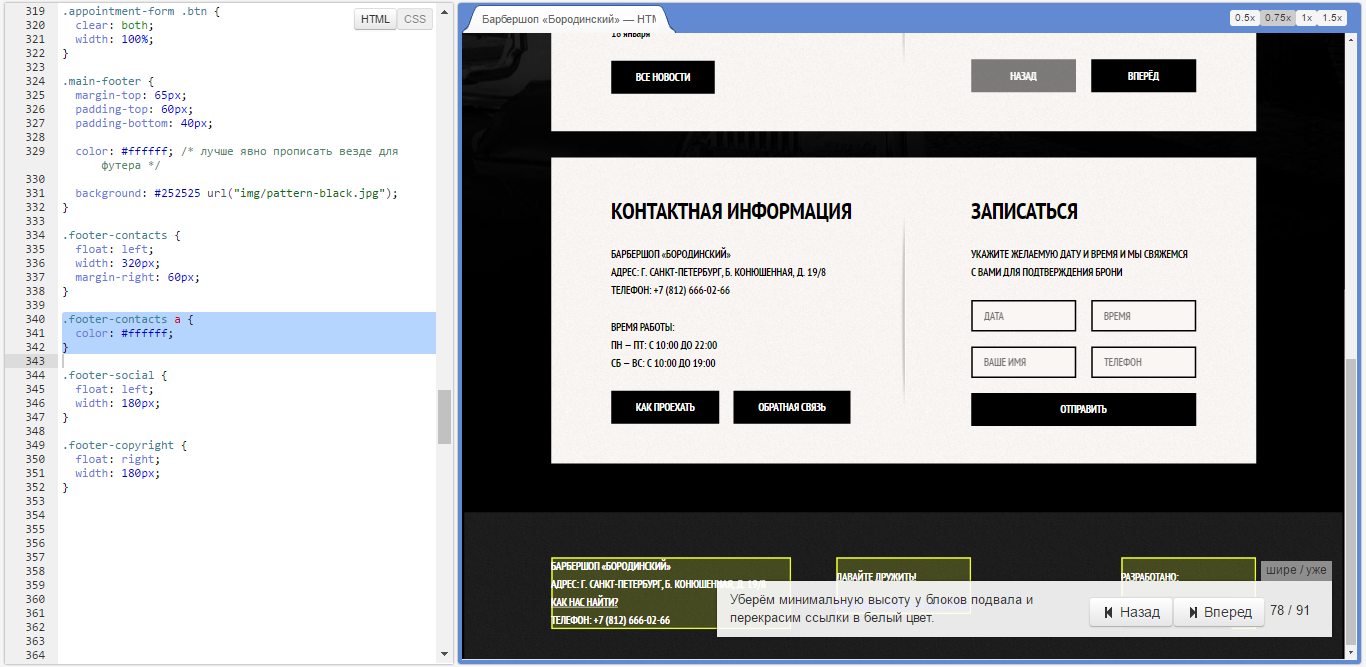 319 .appointment-form .btn {
320 clear: both;
321 width: 100%;
322 }
323
324 .main-footer {
325 margin-top: 65px;
326 padding-top: 60px;
327 padding-bottom: 40px;
328
329 color: #ffffff; /* лучше явно прописать везде для
футера */
330
331 background: #252525 url("img/pattern-black.jpg");
332 }
333
334 .footer-contacts {
335 float: left;
336 width: 320px;
337 margin-right: 60px;
338 }
339
340 .footer-contacts a {
341 color: #ffffff;
342 }
343
344 .footer-social {
345 float: left;
346 width: 180px;
347 }
348
349 .footer-copyright {
350 float: right;
351 width: 180px;
352 }
353
354
355
356
357
358
359
360
361
362
363
364
HTML CSS
Барбершоп «Бородинский» — HTM
0.5x 0.75x 1x 1.5x
18 января
ВСЕ НОВОСТИ
НАЗАД ВПЕРЁД
КОНТАКТНАЯ ИНФОРМАЦИЯ
БАРБЕРШОП «БОРОДИНСКИЙ»
АДРЕС: Г. САНКТ-ПЕТЕРБУРГ, Б. КОНЮШЕННАЯ, Д. 19/8
ТЕЛЕФОН: +7 (812) 666-02-66
ВРЕМЯ РАБОТЫ:
ПН – ПТ: С 10:00 ДО 22:00
СБ – ВС: С 10:00 ДО 19:00
КАК ПРОЕХАТЬ ОБРАТНАЯ СВЯЗЬ
ЗАПИСАТЬСЯ
УКАЖИТЕ ЖЕЛАЕМУЮ ДАТУ И ВРЕМЯ И МЫ СВЯЖЕМСЯ
С ВАМИ ДЛЯ ПОДТВЕРЖДЕНИЯ БРОНИ
ДАТА ВРЕМЯ
ВАШЕ ИМЯ ТЕЛЕФОН
ОТПРАВИТЬ
БАРБЕРШОП «БОРОДИНСКИЙ»
АДРЕС: Г. САНКТ-ПЕТЕРБУРГ, Б. КОНЮШЕННАЯ, Д. 19/8
КАК НАС НАЙТИ?
ТЕЛЕФОН: +7 (812) 666-02-66
ДАВАЙТЕ ДРУЖИТЬ!
РАЗРАБОТАНО:
шире / уже
Уберём минимальную высоту у блоков подвала и
перекрасим ссылки в белый цвет.
Назад Вперед 78 / 91